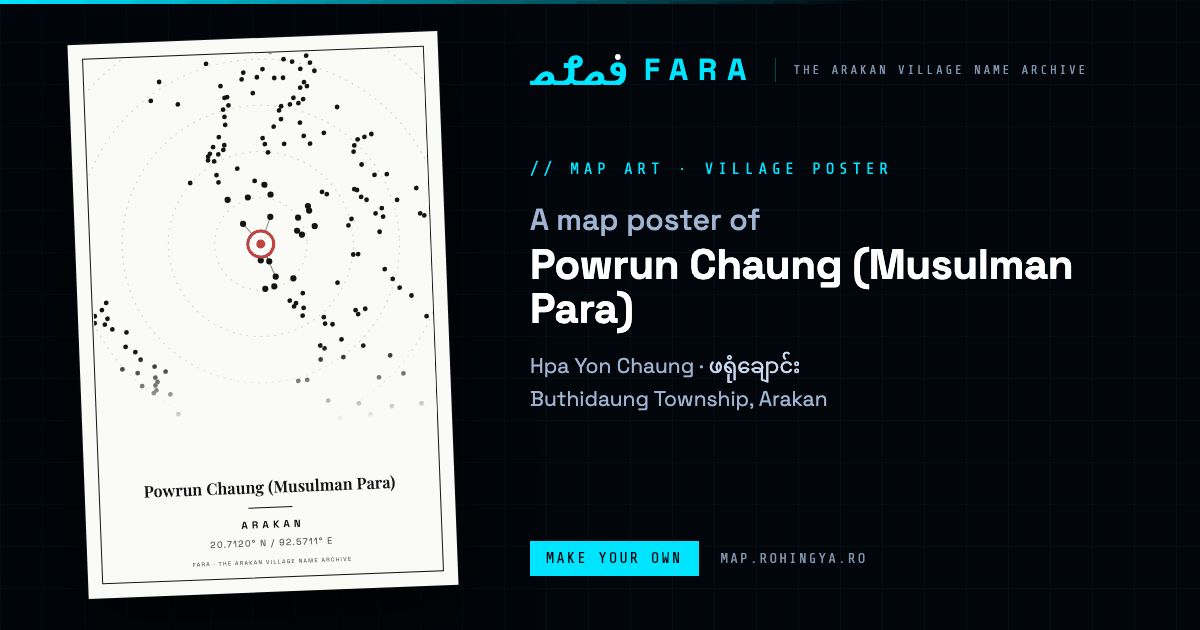 FARA
THE ARAKAN VILLAGE NAME ARCHIVE
// MAP ART · VILLAGE POSTER
A map poster of
Powrun Chaung (Musulman
Para)
Hpa Yon Chaung · ဖရုံချောင်း
Buthidaung Township, Arakan
MAKE YOUR OWN
MAP.ROHINGYA.RO
Powrun Chaung (Musulman Para)
ARAKAN
20.7120° N / 92.5711° E
FARA · THE ARAKAN VILLAGE NAME ARCHIVE